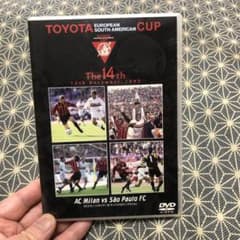 TOYOTA EUROPEAN SOUTH AMERICAN CUP
The 14th
AC Milan vs São Paulo FC
DVD